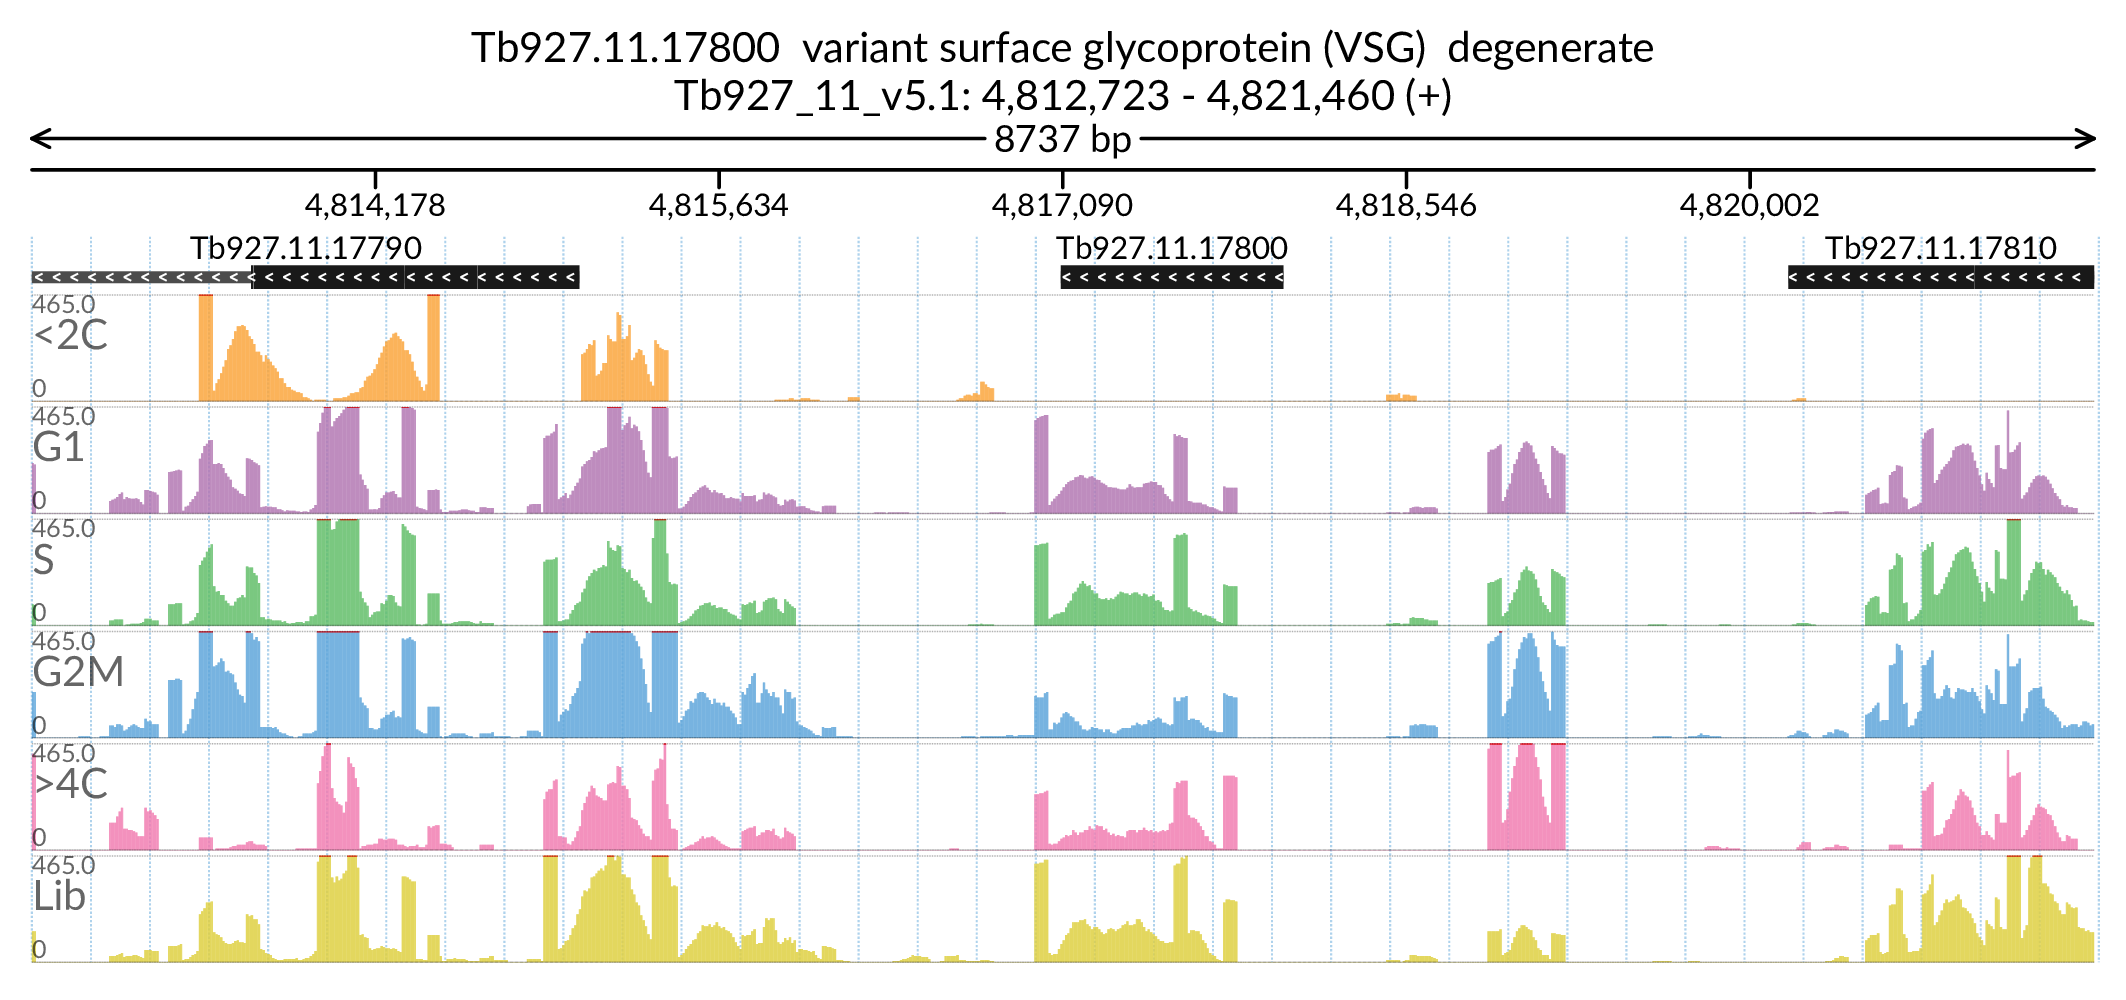 Tb927.11.17800  variant surface glycoprotein (VSG)  degenerate
Tb927_11_v5.1: 4,812,723 - 4,821,460 (+)
8737 bp
4,814,178 4,815,634 4,817,090 4,818,546 4,820,002
Tb927.11.17790 Tb927.11.17800 Tb927.11.17810
465.0
<2C
0
465.0
G1
0
465.0
S
0
465.0
G2M
0
465.0
>4C
0
465.0
Lib
0